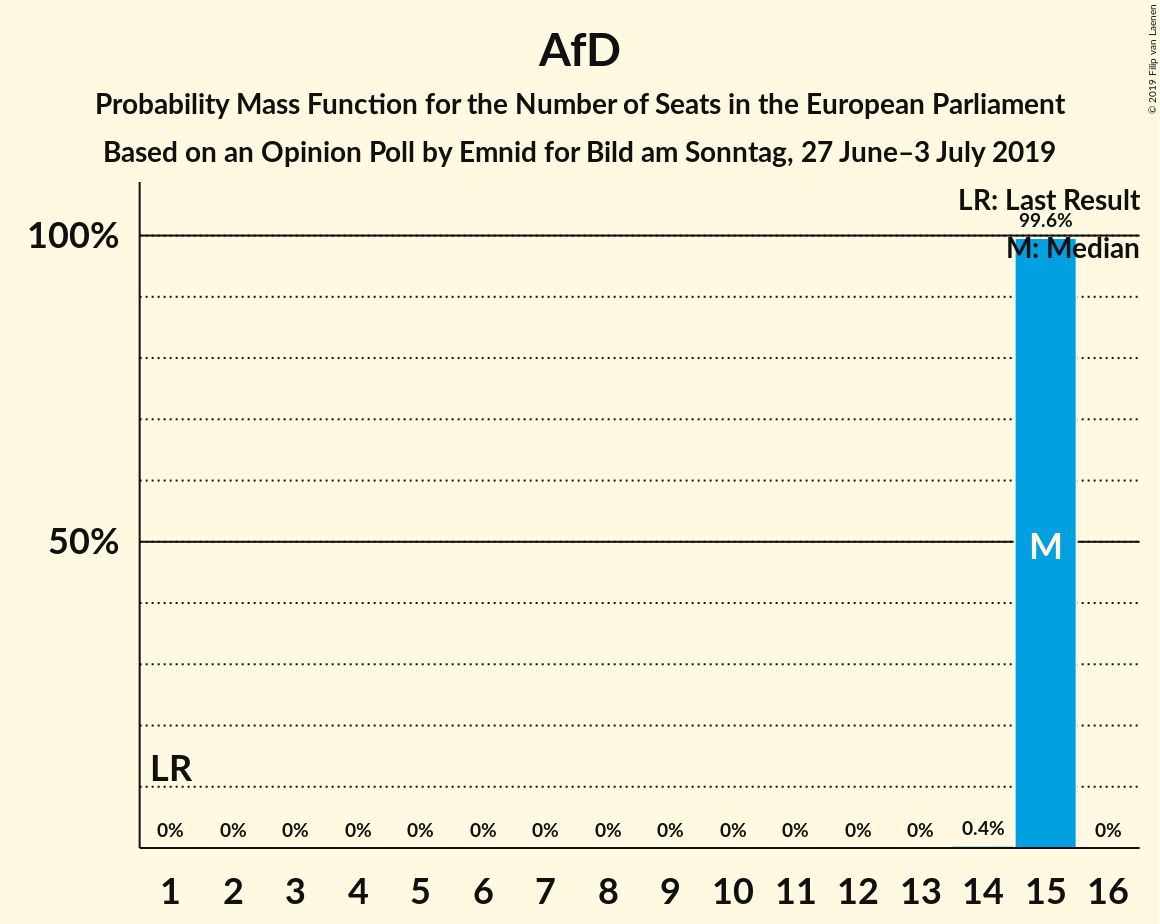 AfD
Probability Mass Function for the Number of Seats in the European Parliament
Based on an Opinion Poll by Emnid for Bild am Sonntag, 27 June–3 July 2019
© 2019 Filip van Laenen
LR: Last Result
99.6%
M: Median
100%
50%
M
LR
0% 0% 0% 0% 0% 0% 0% 0% 0% 0% 0% 0% 0% 0.4% 0%
1 2 3 4 5 6 7 8 9 10 11 12 13 14 15 16